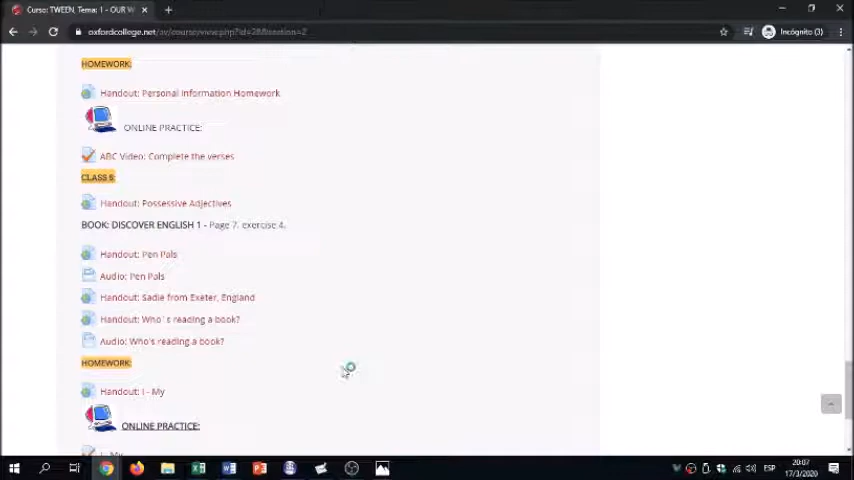 Curso: TWEEN, Tema: 1 - OUR W
oxfordcollege.net/av/course/view.php?id=28&section=2
Incógnito (3)
HOMEWORK:
Handout: Personal Information Homework
ONLINE PRACTICE:
ABC Video: Complete the verses
CLASS 6:
Handout: Possessive Adjectives
BOOK: DISCOVER ENGLISH 1 - Page 7. exercise 4.
Handout: Pen Pals
Audio: Pen Pals
Handout: Sadie from Exeter, England
Handout: Who´s reading a book?
Audio: Who's reading a book?
HOMEWORK:
Handout: I - My
ONLINE PRACTICE:
I - My
ESP
20:07
17/3/2020